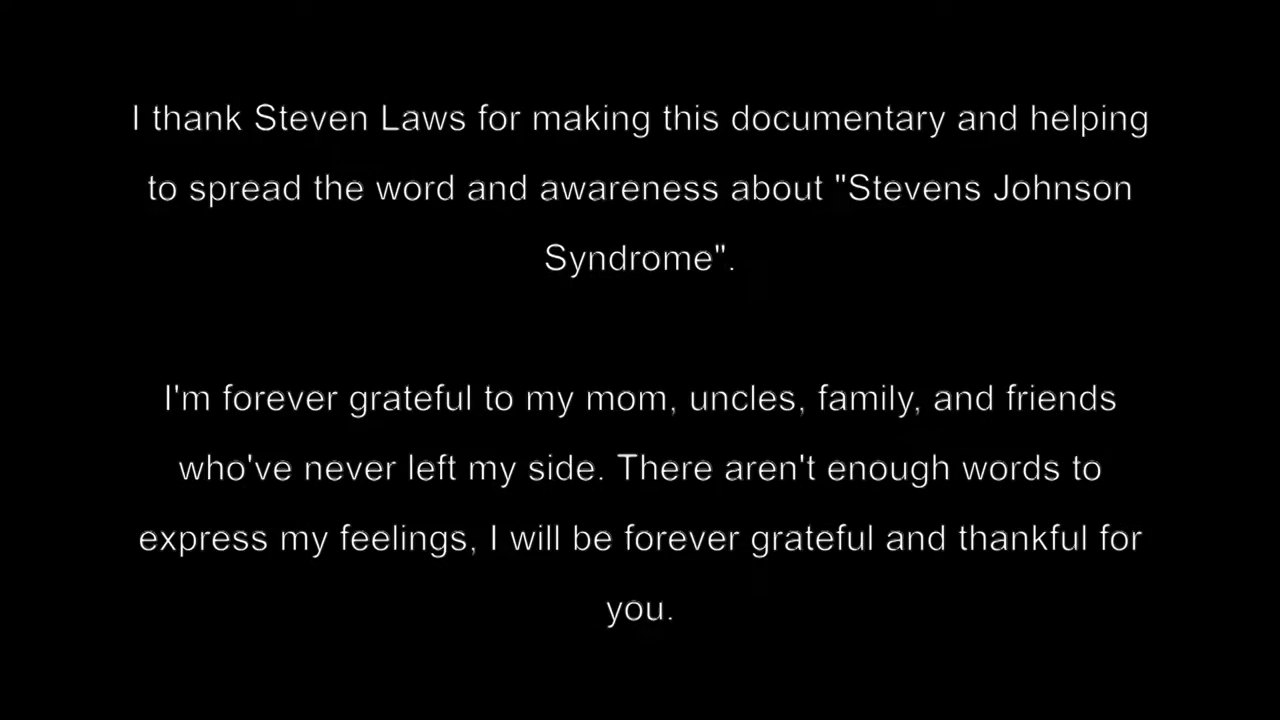 I thank Steven Laws for making this documentary and helping
to spread the word and awareness about "Stevens Johnson
Syndrome".
I'm forever grateful to my mom, uncles, family, and friends
who've never left my side. There aren't enough words to
express my feelings, I will be forever grateful and thankful for
you.